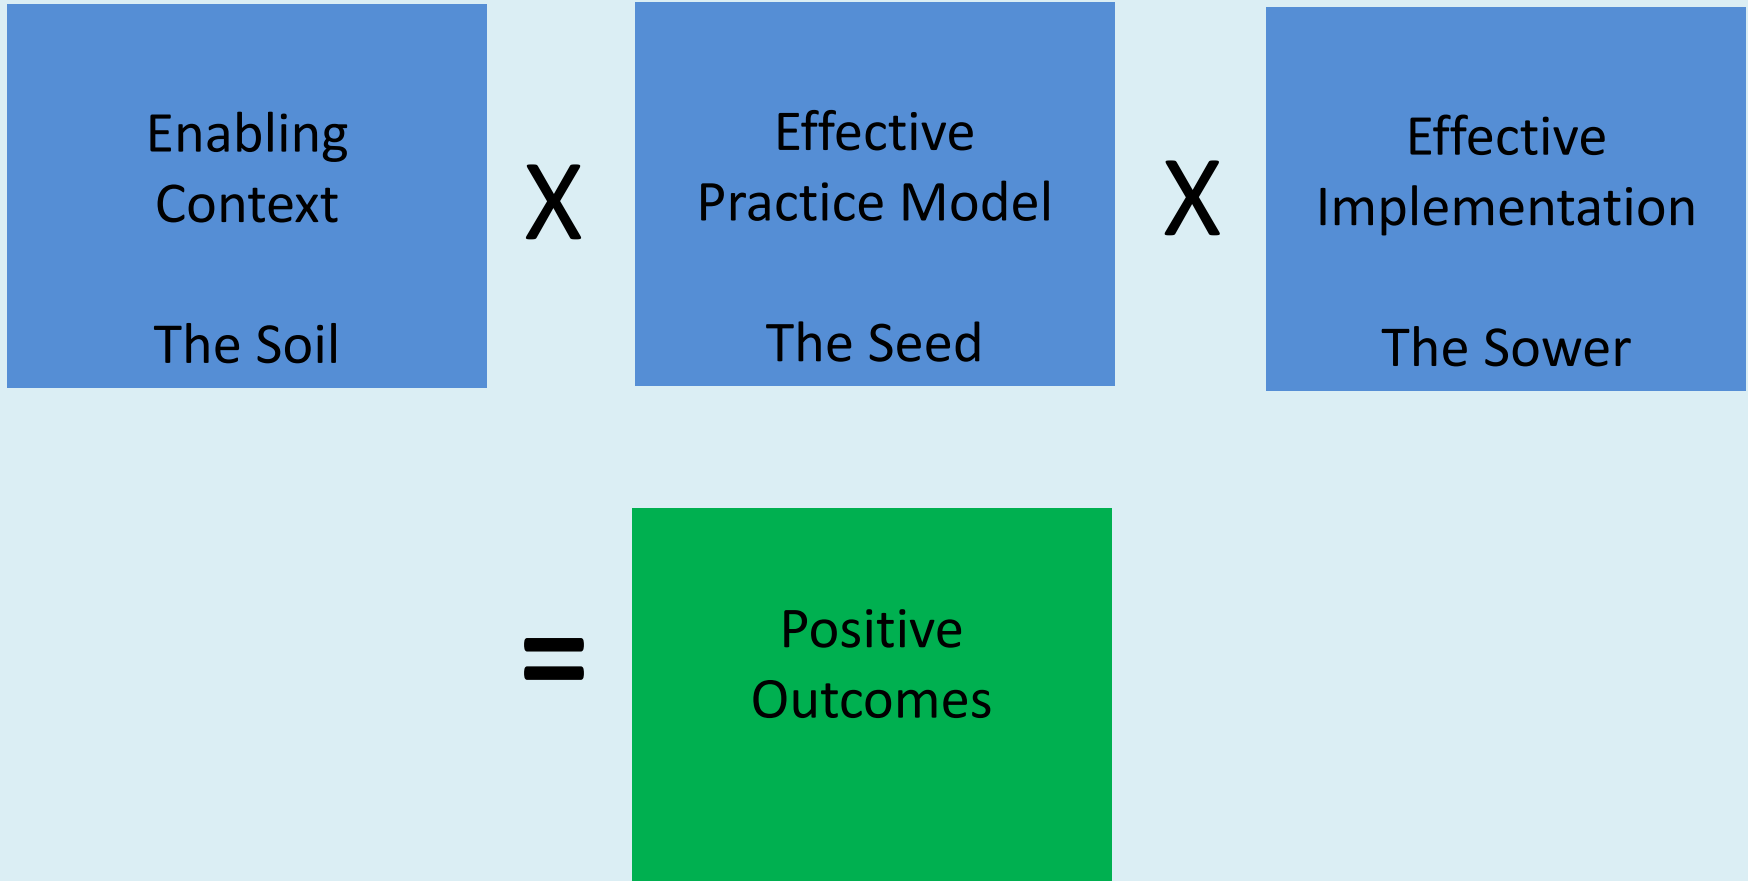 Enabling
Context
The Soil
X
Effective
Practice Model
The Seed
X
Effective
Implementation
The Sower
=
Positive
Outcomes